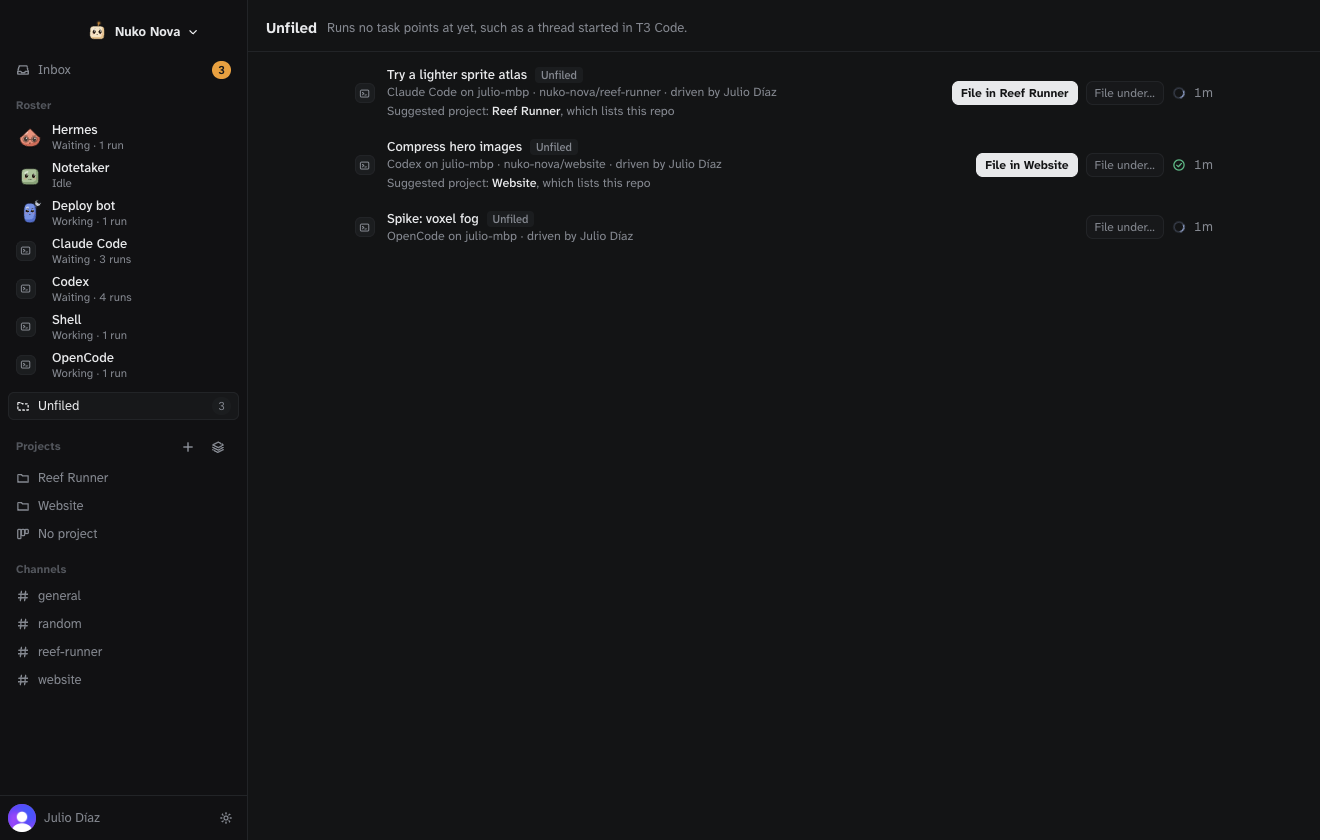 Nuko Nova
Inbox
3
Roster
Hermes
Waiting · 1 run
Notetaker
Idle
Deploy bot
Working · 1 run
Claude Code
Waiting · 3 runs
Codex
Waiting · 4 runs
Shell
Working · 1 run
OpenCode
Working · 1 run
Unfiled
3
Projects
Reef Runner
Website
No project
Channels
# general
# random
# reef-runner
# website
Julio Díaz
Unfiled Runs no task points at yet, such as a thread started in T3 Code.
Try a lighter sprite atlas Unfiled
Claude Code on julio-mbp · nuko-nova/reef-runner · driven by Julio Díaz
Suggested project: Reef Runner, which lists this repo
File in Reef Runner File under... 1m
Compress hero images Unfiled
Codex on julio-mbp · nuko-nova/website · driven by Julio Díaz
Suggested project: Website, which lists this repo
File in Website File under... 1m
Spike: voxel fog Unfiled
OpenCode on julio-mbp · driven by Julio Díaz
File under... 1m